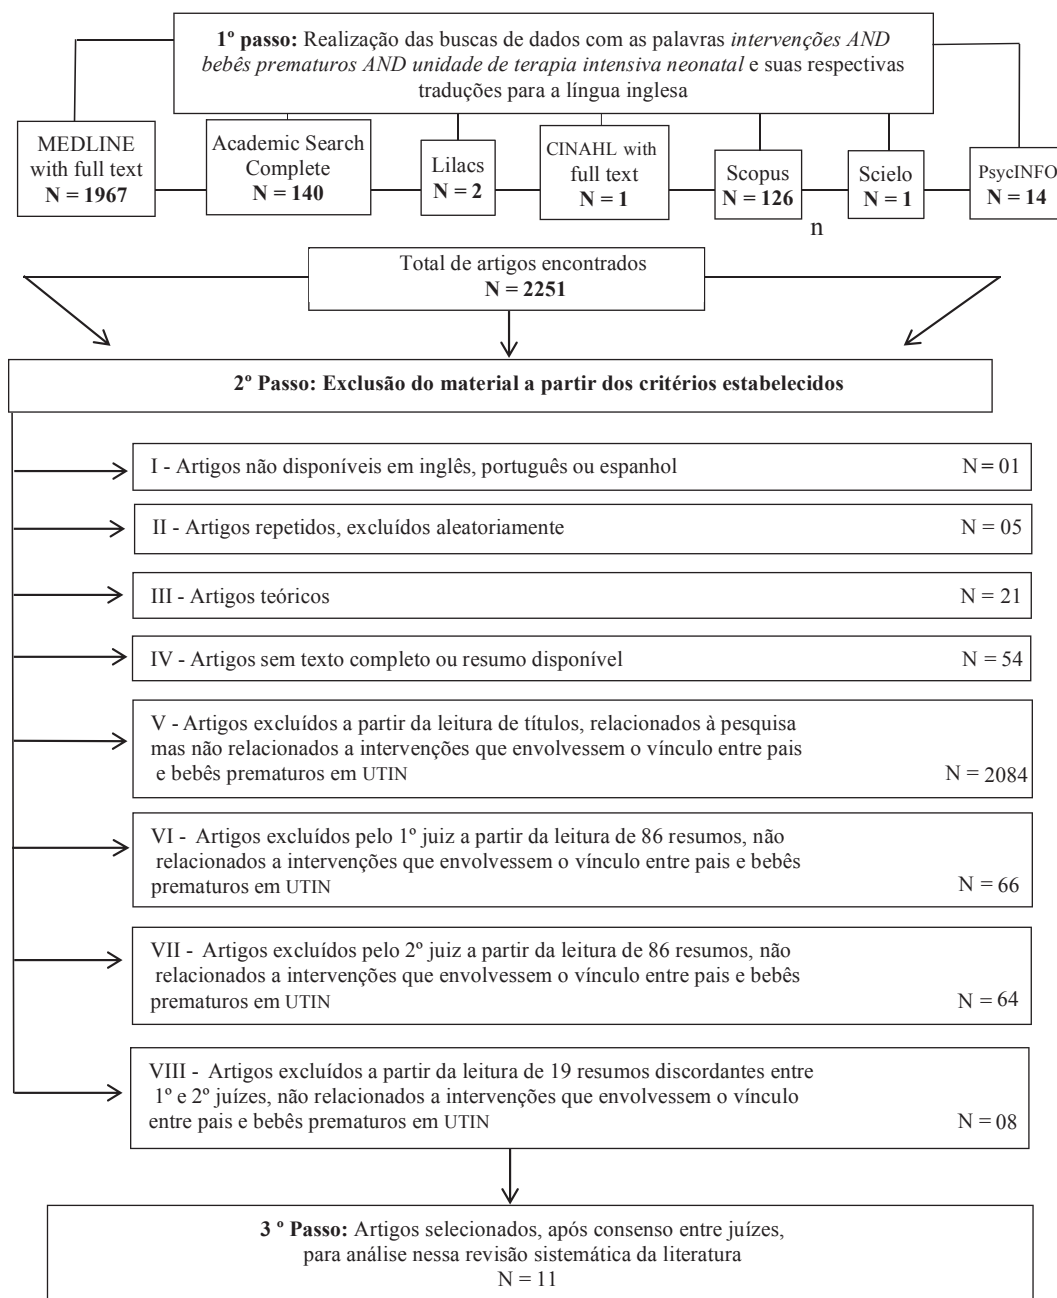 1º passo: Realização das buscas de dados com as palavras intervenções AND
bebês prematuros AND unidade de terapia intensiva neonatal e suas respectivas
traduções para a língua inglesa
MEDLINE
with full text
N = 1967
Academic Search
Complete
N = 140
Lilacs
N = 2
CINAHL with
full text
N = 1
Scopus
N = 126
Scielo
N = 1
PsycINFO
N = 14
n
Total de artigos encontrados
N = 2251
2º Passo: Exclusão do material a partir dos critérios estabelecidos
I - Artigos não disponíveis em inglês, português ou espanhol N = 01
II - Artigos repetidos, excluídos aleatoriamente N = 05
III - Artigos teóricos N = 21
IV - Artigos sem texto completo ou resumo disponível N = 54
V - Artigos excluídos a partir da leitura de títulos, relacionados à pesquisa
mas não relacionados a intervenções que envolvessem o vínculo entre pais
e bebês prematuros em UTIN
N = 2084
VI - Artigos excluídos pelo 1º juiz a partir da leitura de 86 resumos, não
relacionados a intervenções que envolvessem o vínculo entre pais e bebês
prematuros em UTIN
N = 66
VII - Artigos excluídos pelo 2º juiz a partir da leitura de 86 resumos, não
relacionados a intervenções que envolvessem o vínculo entre pais e bebês
prematuros em UTIN
N = 64
VIII - Artigos excluídos a partir da leitura de 19 resumos discordantes entre
1º e 2º juízes, não relacionados a intervenções que envolvessem o vínculo
entre pais e bebês prematuros em UTIN N = 08
3 º Passo: Artigos selecionados, após consenso entre juízes,
para análise nessa revisão sistemática da literatura
N = 11